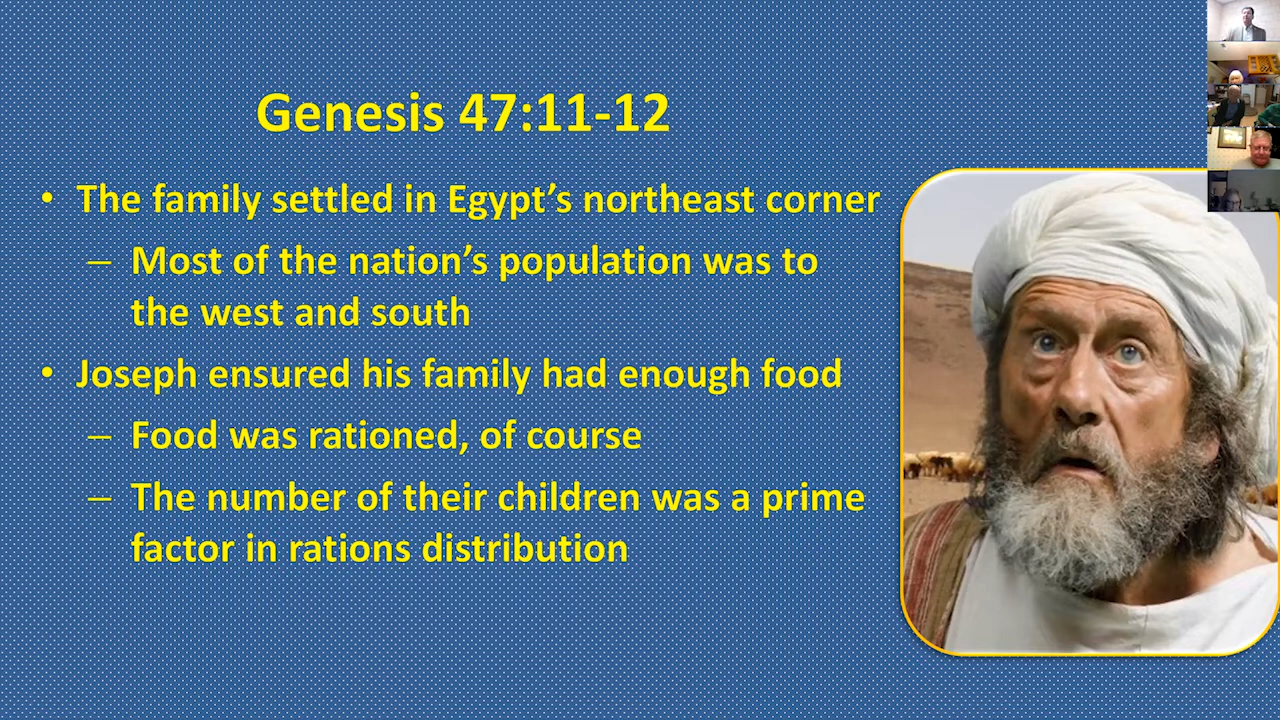 Genesis 47:11-12
• The family settled in Egypt’s northeast corner
– Most of the nation’s population was to
the west and south
• Joseph ensured his family had enough food
– Food was rationed, of course
– The number of their children was a prime
factor in rations distribution